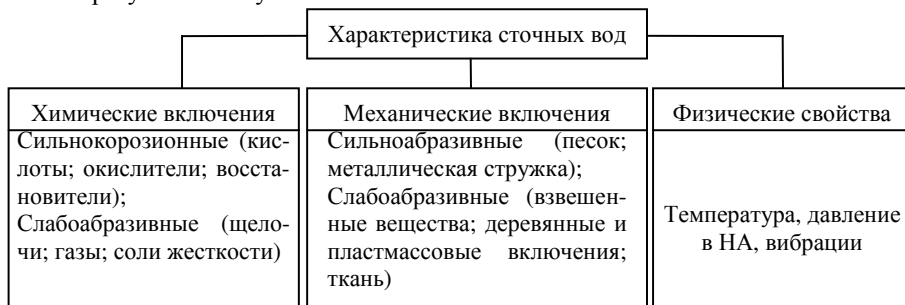 Характеристика сточных вод
Химические включения
Сильнокорозионные (кис-
лоты; окислители; восста-
новители);
Слабоабразивные (щело-
чи; газы; соли жесткости)
Механические включения
Сильноабразивные (песок;
металлическая стружка);
Слабоабразивные (взвешен-
ные вещества; деревянные и
пластмассовые включения;
ткань)
Физические свойства
Температура, давление
в НА, вибрации